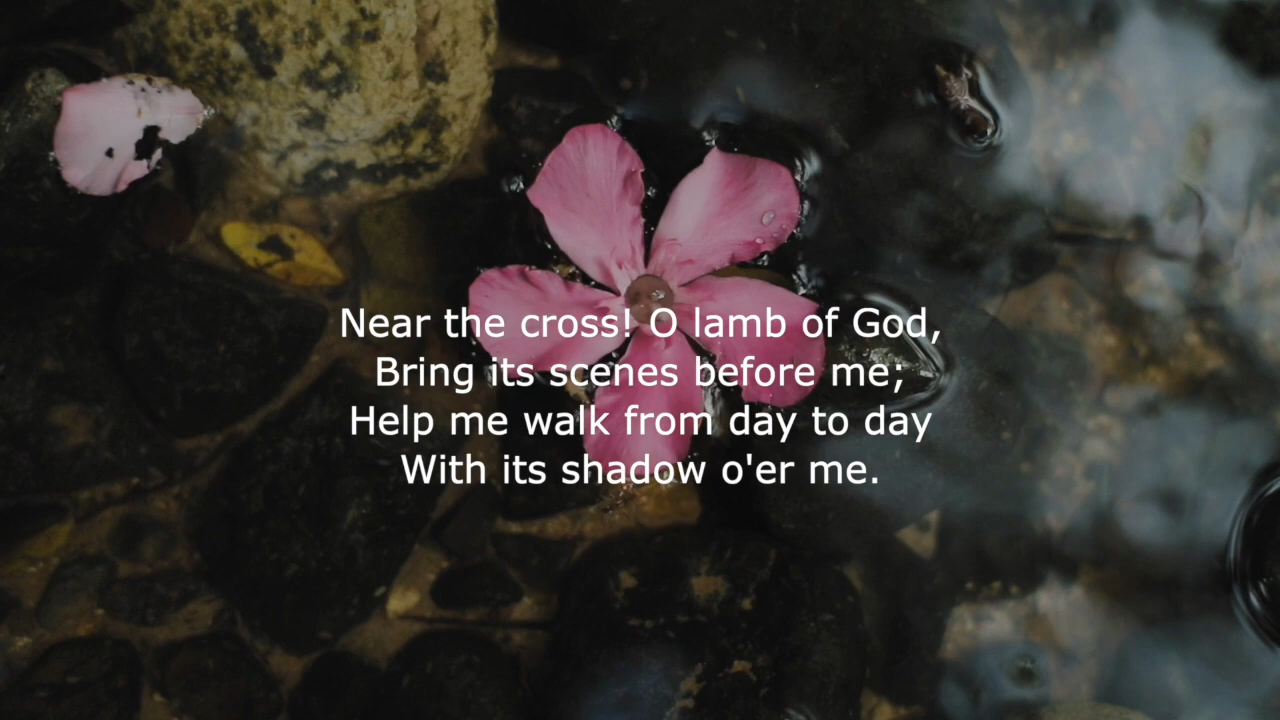 Near the cross! O lamb of God,
Bring its scenes before me;
Help me walk from day to day
With its shadow o'er me.